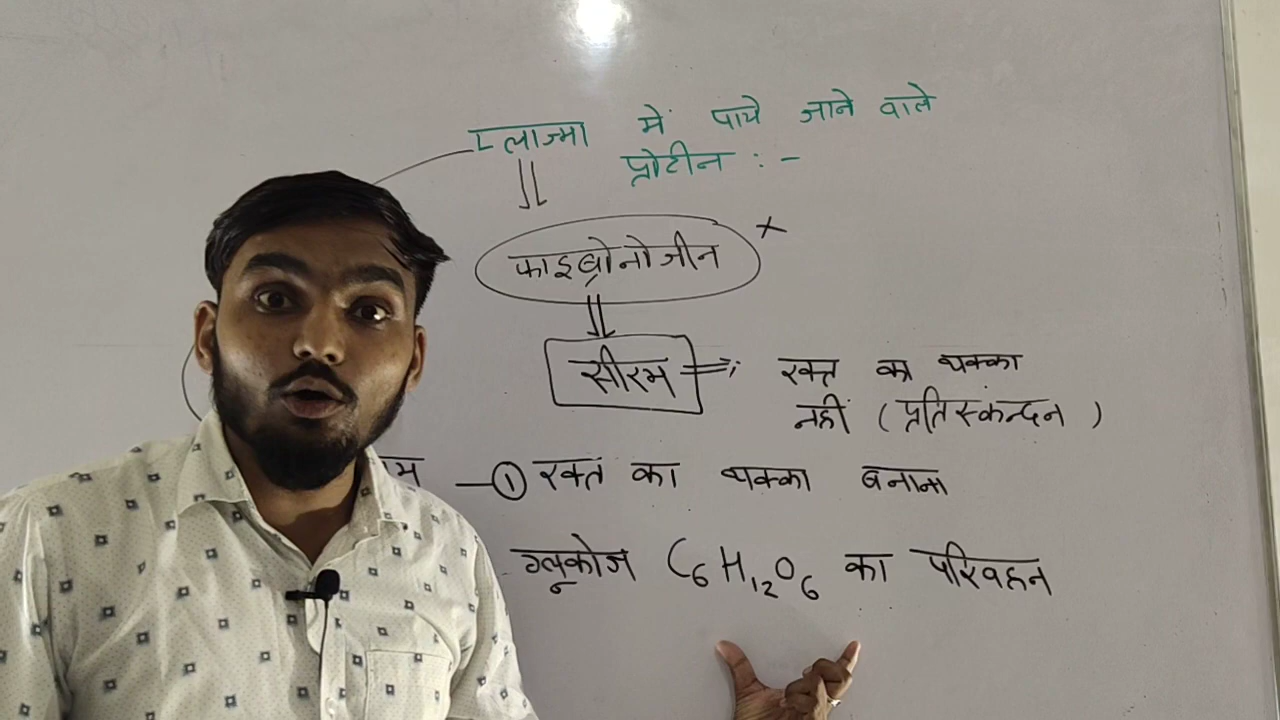 प्लाज्मा में पाये जाने वाले
प्रोटीन : -
फाइब्रोनोजीन x
सीरम => रक्त का थक्का
नहीं ( प्रतिस्कन्दन )
① रक्त का थक्का बनाना
ग्लूकोज C₆H₁₂O₆ का परिवहन